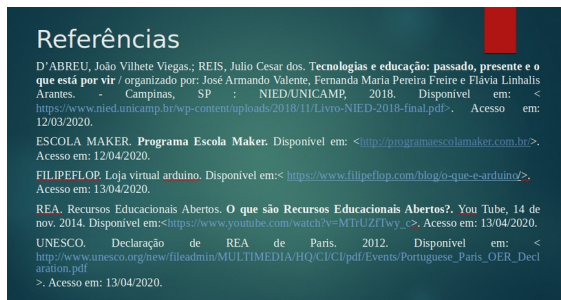 Referências
D’ABREU, João Vilhete Viegas.; REIS, Julio Cesar dos. Tecnologias e educação: passado, presente e o
que está por vir / organizado por: José Armando Valente, Fernanda Maria Pereira Freire e Flávia Linhalis
Arantes. - Campinas, SP : NIED/UNICAMP, 2018. Disponível em: <
https://www.nied.unicamp.br/wp-content/uploads/2018/11/Livro-NIED-2018-final.pdf>. Acesso em:
12/03/2020.
ESCOLA MAKER. Programa Escola Maker. Disponível em: <http://programaescolamaker.com.br/>.
Acesso em: 12/04/2020.
FILIPEFLOP. Loja virtual arduino. Disponível em:< https://www.filipeflop.com/blog/o-que-e-arduino/>.
Acesso em: 13/04/2020.
REA. Recursos Educacionais Abertos. O que são Recursos Educacionais Abertos?. You Tube, 14 de
nov. 2014. Disponível em:<https://www.youtube.com/watch?v=MTrUZfTwy_c>. Acesso em: 13/04/2020.
UNESCO. Declaração de REA de Paris. 2012. Disponível em: <
http://www.unesco.org/new/fileadmin/MULTIMEDIA/HQ/CI/CI/pdf/Events/Portuguese_Paris_OER_Decl
aration.pdf
>. Acesso em: 13/04/2020.